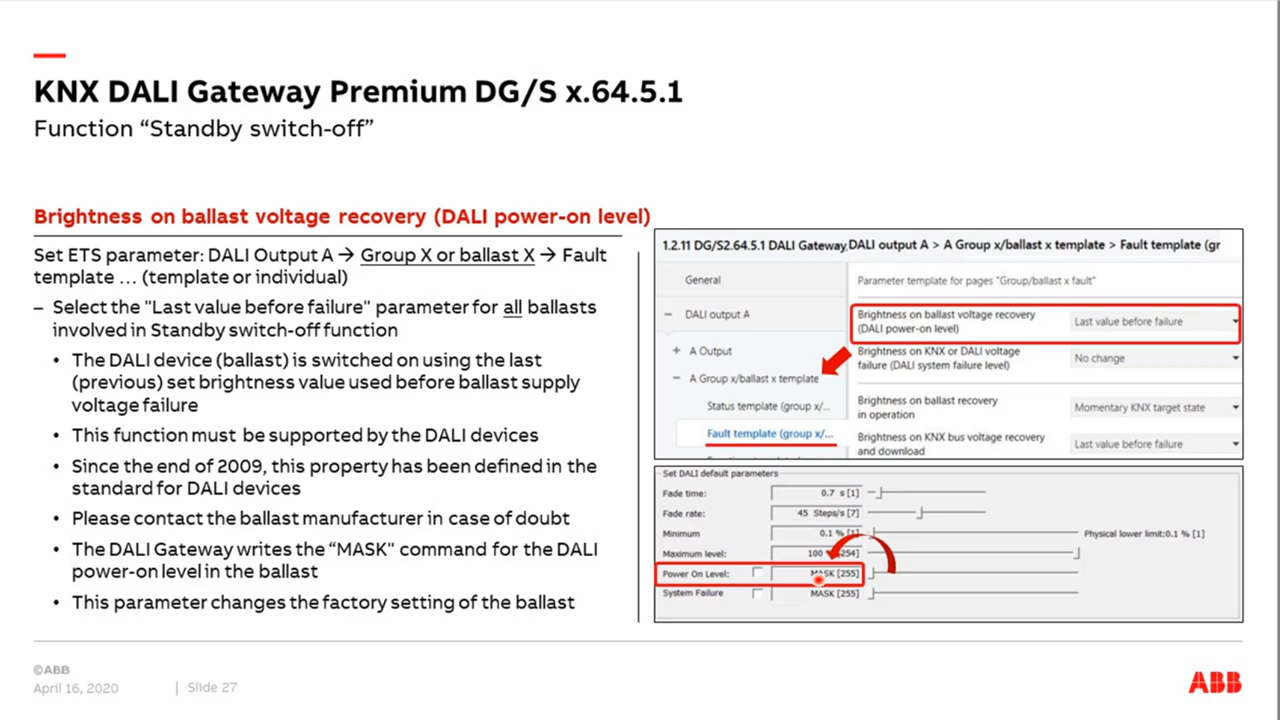 KNX DALI Gateway Premium DG/S x.64.5.1
Function “Standby switch-off”
Brightness on ballast voltage recovery (DALI power-on level)
Set ETS parameter: DALI Output A → Group X or ballast X → Fault
template … (template or individual)
– Select the "Last value before failure" parameter for all ballasts
involved in Standby switch-off function
• The DALI device (ballast) is switched on using the last
(previous) set brightness value used before ballast supply
voltage failure
• This function must be supported by the DALI devices
• Since the end of 2009, this property has been defined in the
standard for DALI devices
• Please contact the ballast manufacturer in case of doubt
• The DALI Gateway writes the “MASK" command for the DALI
power-on level in the ballast
• This parameter changes the factory setting of the ballast
1.2.11 DG/S2.64.5.1 DALI Gateway, DALI output A > A Group x/ballast x template > Fault template (gr
General
Parameter template for pages "Group/ballast x fault"
– DALI output A
+ A Output
– A Group x/ballast x template
Status template (group x/...
Fault template (group x/...
Brightness on ballast voltage recovery
(DALI power-on level)
Last value before failure
Brightness on KNX or DALI voltage
failure (DALI system failure level)
No change
Brightness on ballast recovery
in operation
Momentary KNX target state
Brightness on KNX bus voltage recovery
and download
Last value before failure
Set DALI default parameters
Fade time: 0.7 s [1]
Fade rate: 45 Steps/s [7]
Minimum 0.1 % [1] Physical lower limit:0.1 % [1]
Maximum level: 100 % [254]
Power On Level: MASK [255]
System Failure MASK [255]
©ABB
April 16, 2020 | Slide 27
ABB